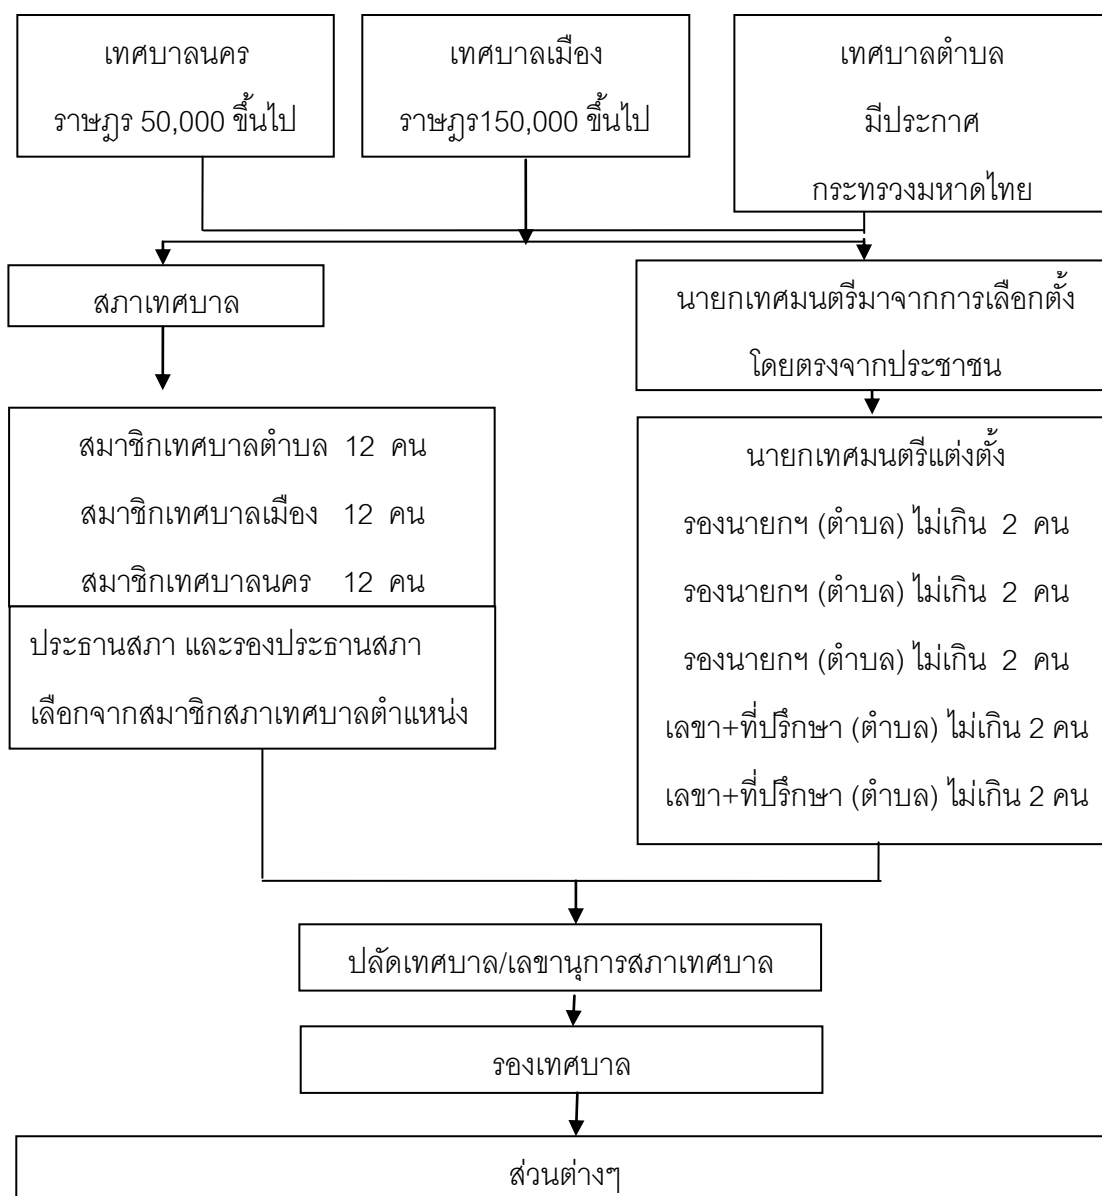 เทศบาลนคร
ราษฎร 50,000 ขึ้นไป
เทศบาลเมือง
ราษฎร150,000 ขึ้นไป
เทศบาลตำบล
มีประกาศ
กระทรวงมหาดไทย
สภาเทศบาล
นายกเทศมนตรีมาจากการเลือกตั้ง
โดยตรงจากประชาชน
สมาชิกเทศบาลตำบล 12 คน
สมาชิกเทศบาลเมือง 12 คน
สมาชิกเทศบาลนคร 12 คน
ประธานสภา และรองประธานสภา
เลือกจากสมาชิกสภาเทศบาลตำแหน่ง
นายกเทศมนตรีแต่งตั้ง
รองนายกฯ (ตำบล) ไม่เกิน 2 คน
รองนายกฯ (ตำบล) ไม่เกิน 2 คน
รองนายกฯ (ตำบล) ไม่เกิน 2 คน
เลขา+ที่ปรึกษา (ตำบล) ไม่เกิน 2 คน
เลขา+ที่ปรึกษา (ตำบล) ไม่เกิน 2 คน
ปลัดเทศบาล/เลขานุการสภาเทศบาล
รองเทศบาล
ส่วนต่างๆ